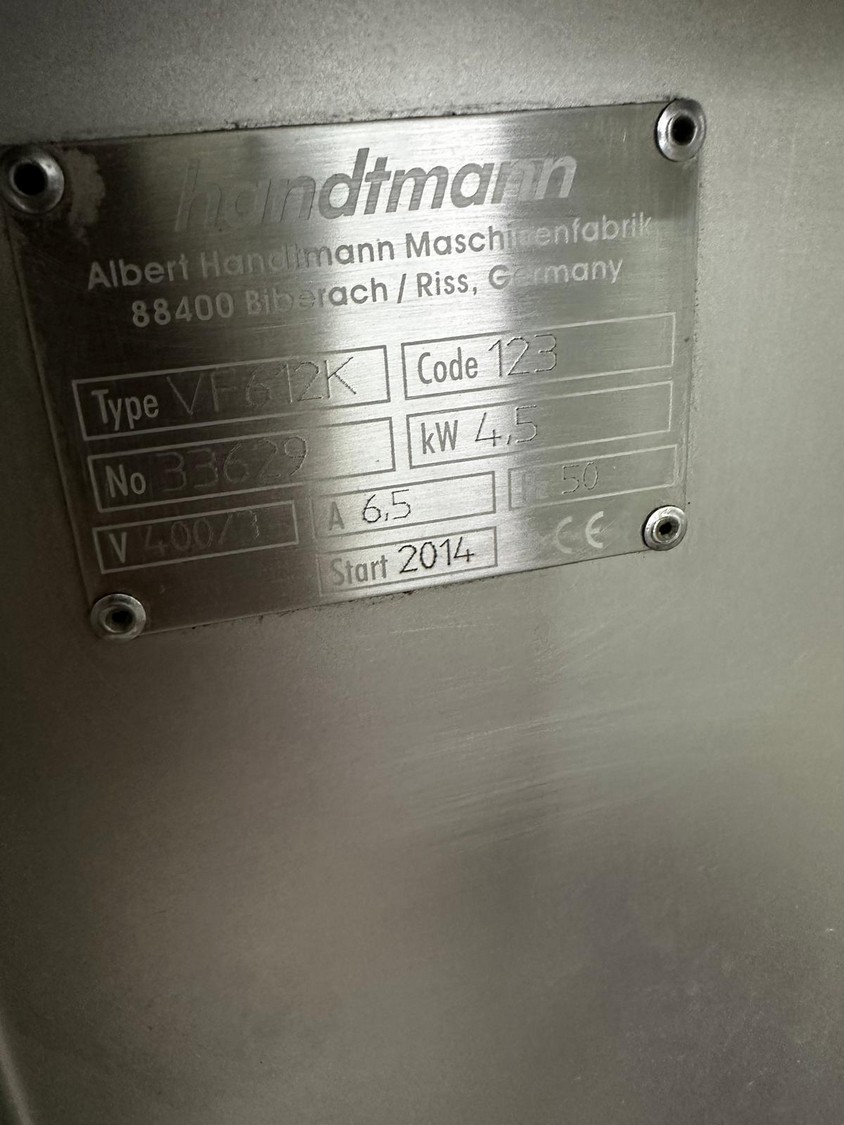 handtmann
Albert Handtmann Maschinenfabrik
88400 Biberach / Riss, Germany
Type VF612K Code 123
No 33629 kW 4,5
V 400/3 A 6,5 Hz 50
Start 2014 CE